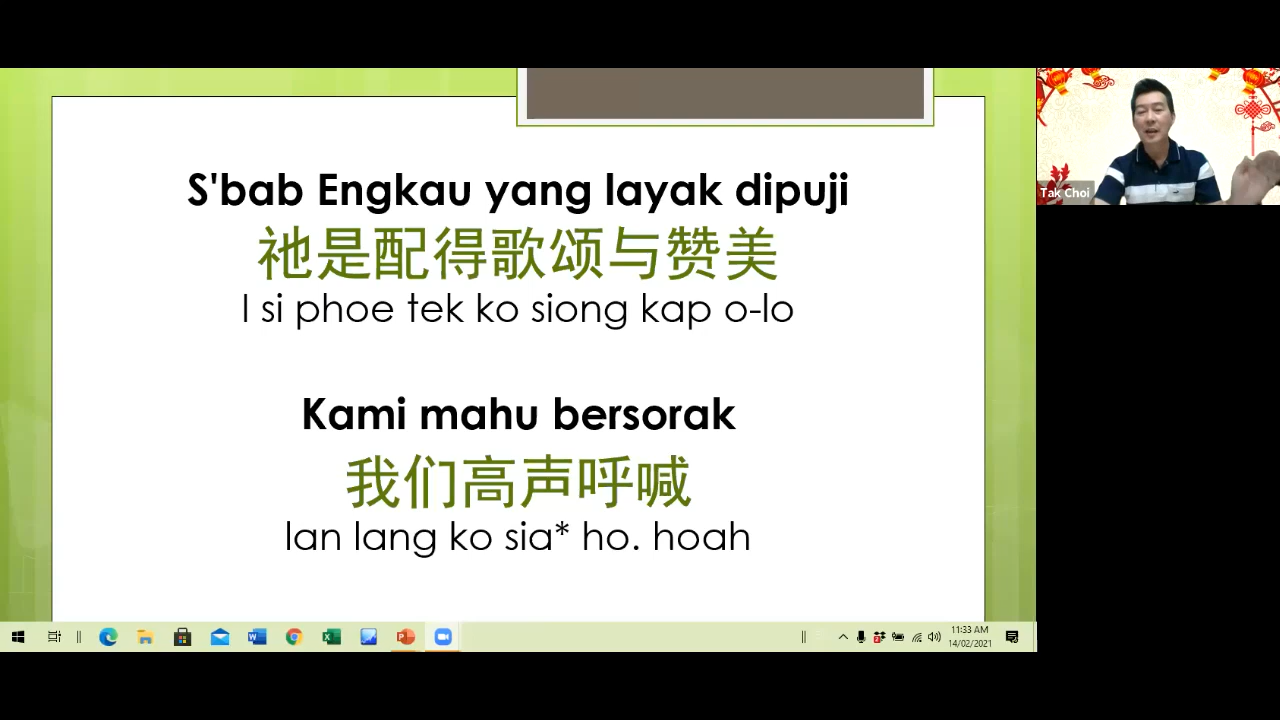 S'bab Engkau yang layak dipuji
祂是配得歌颂与赞美
I si phoe tek ko siong kap o-lo
Kami mahu bersorak
我们高声呼喊
lan lang ko sia* ho. hoah
Tak Choi
11:33 AM
14/02/2021